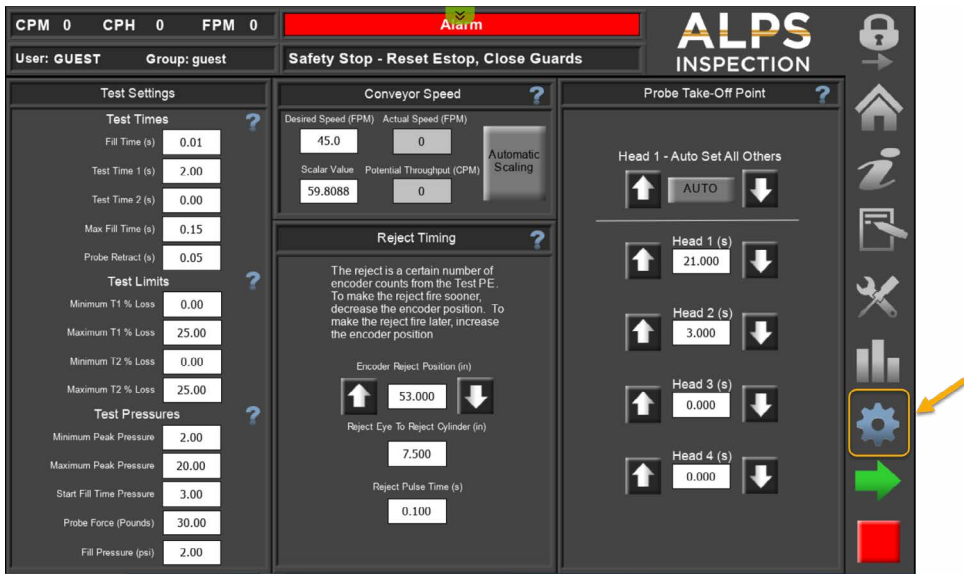 CPM 0 CPH 0 FPM 0
Alarm
User: GUEST Group: guest
Safety Stop - Reset Estop, Close Guards
ALPS
INSPECTION
Test Settings
Test Times ?
Fill Time (s) 0.01
Test Time 1 (s) 2.00
Test Time 2 (s) 0.00
Max Fill Time (s) 0.15
Probe Retract (s) 0.05
Test Limits ?
Minimum T1 % Loss 0.00
Maximum T1 % Loss 25.00
Minimum T2 % Loss 0.00
Maximum T2 % Loss 25.00
Test Pressures ?
Minimum Peak Pressure 2.00
Maximum Peak Pressure 20.00
Start Fill Time Pressure 3.00
Probe Force (Pounds) 30.00
Fill Pressure (psi) 2.00
Conveyor Speed ?
Desired Speed (FPM) Actual Speed (FPM)
45.0 0
Scalar Value Potential Throughput (CPM)
59.8088 0
Automatic
Scaling
Reject Timing ?
The reject is a certain number of
encoder counts from the Test PE.
To make the reject fire sooner,
decrease the encoder position. To
make the reject fire later, increase
the encoder position
Encoder Reject Position (in)
53.000
Reject Eye To Reject Cylinder (in)
7.500
Reject Pulse Time (s)
0.100
Probe Take-Off Point ?
Head 1 - Auto Set All Others
AUTO
Head 1 (s)
21.000
Head 2 (s)
3.000
Head 3 (s)
0.000
Head 4 (s)
0.000